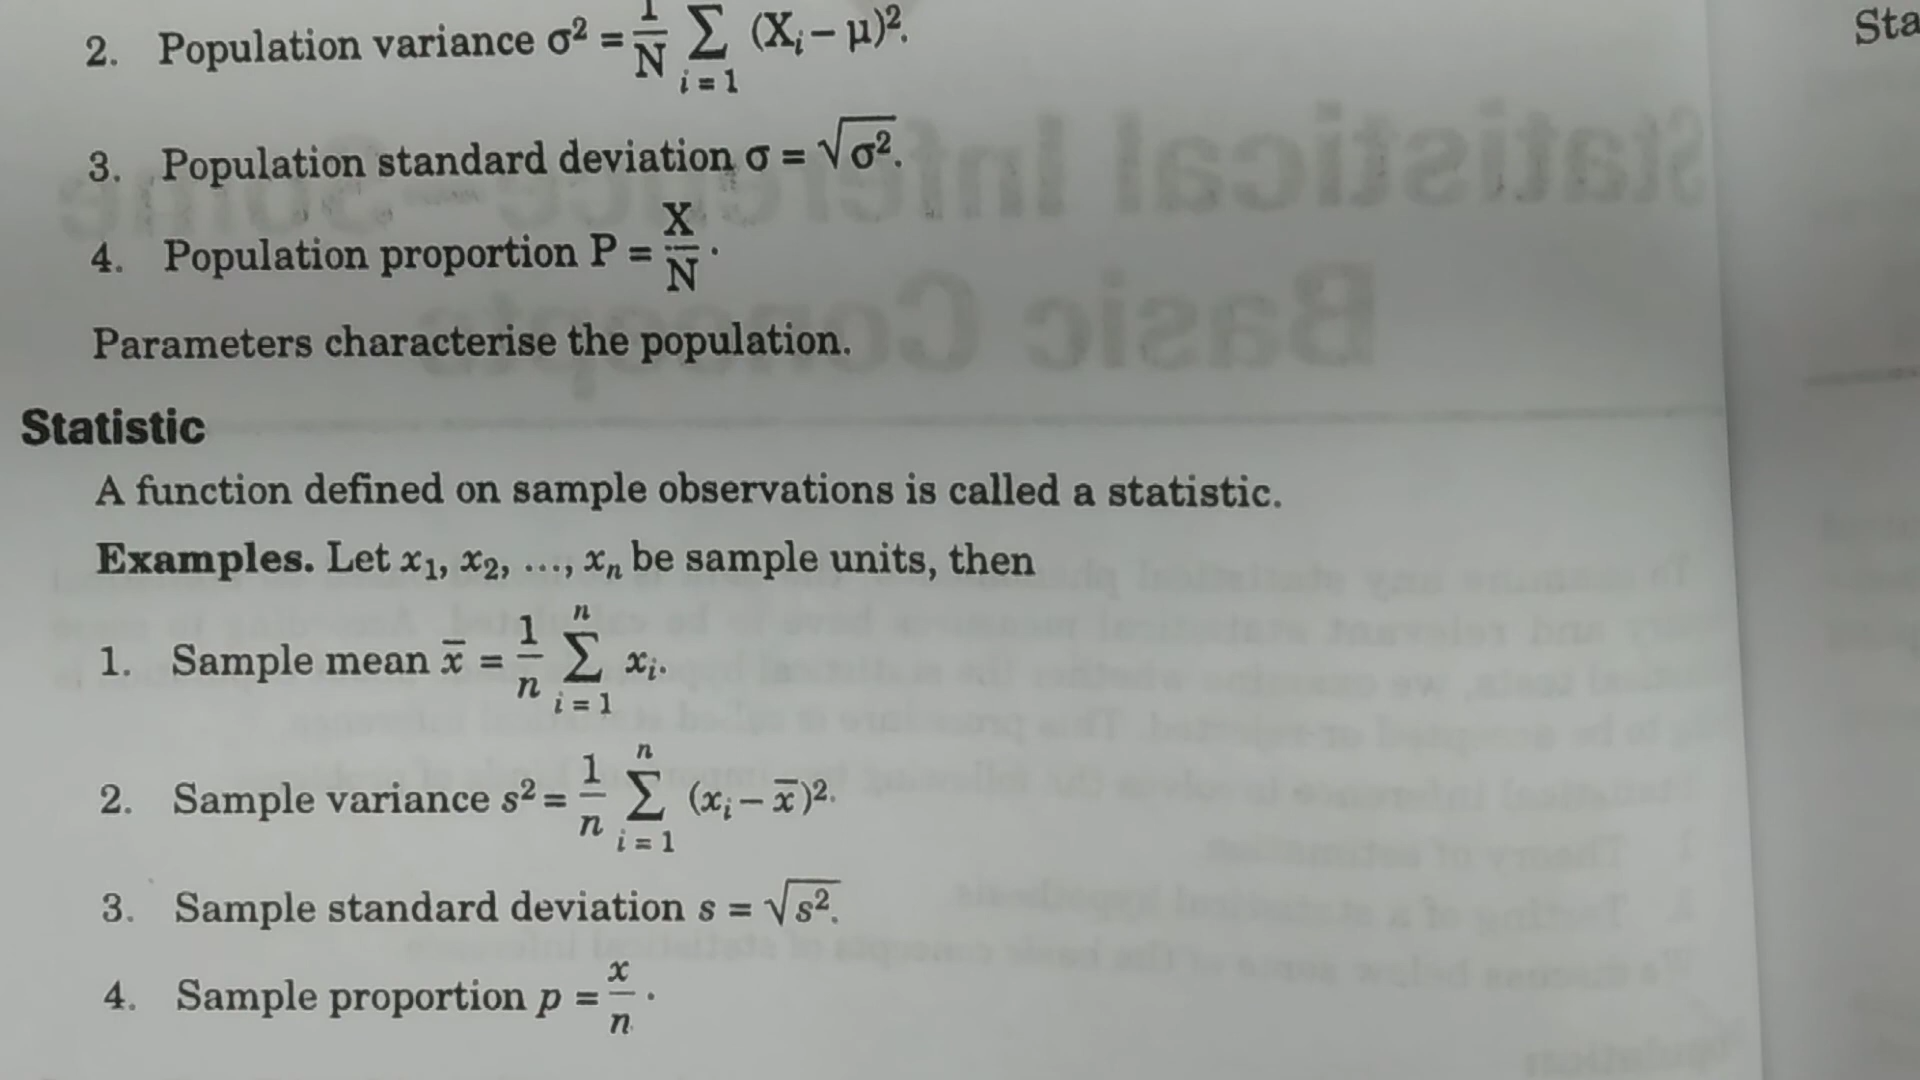 2. Population variance σ² = 1/N Σ i = 1 (Xᵢ – μ)².
Sta
3. Population standard deviation σ = √σ².
4. Population proportion P = X/N .
Parameters characterise the population.
Statistic
A function defined on sample observations is called a statistic.
Examples. Let x₁, x₂, ..., xₙ be sample units, then
1. Sample mean x̄ = 1/n Σ n i = 1 xᵢ.
2. Sample variance s² = 1/n Σ n i = 1 (xᵢ – x̄)².
3. Sample standard deviation s = √s².
4. Sample proportion p = x/n .